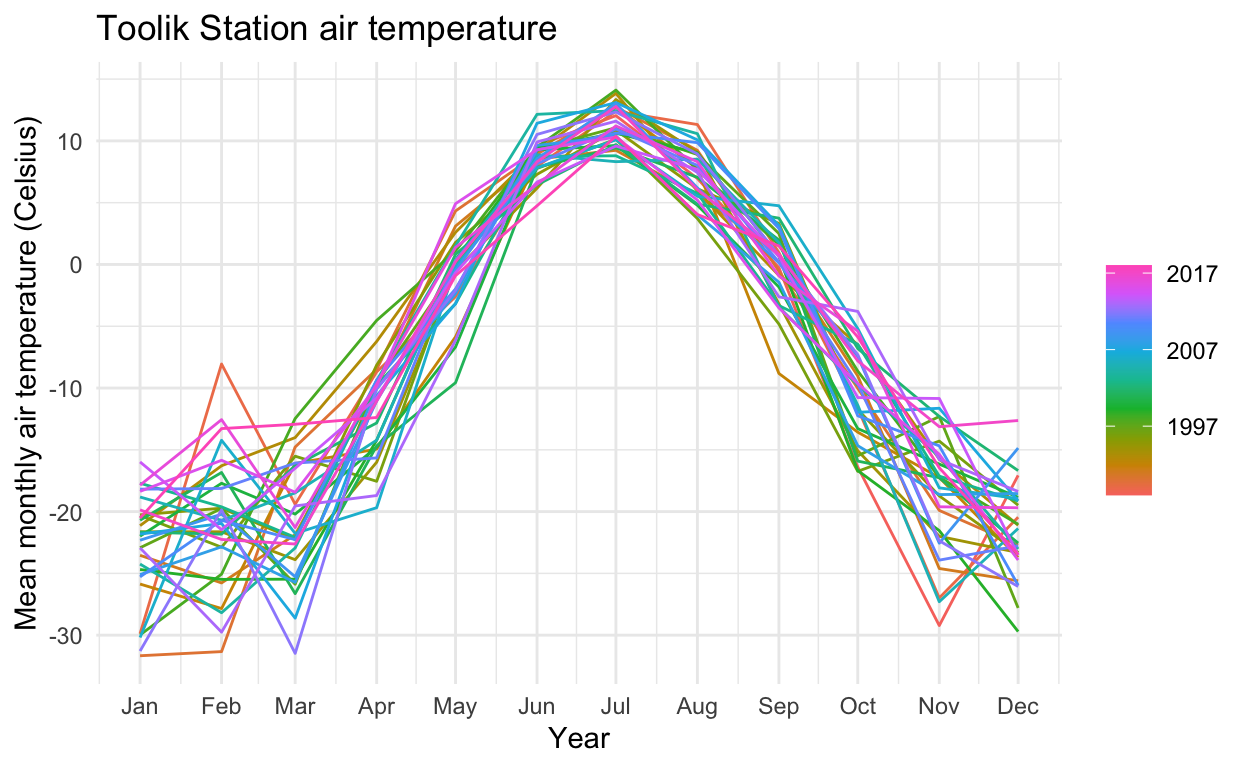 Toolik Station air temperature
Mean monthly air temperature (Celsius)
10
0
-10
-20
-30
Jan Feb Mar Apr May Jun Jul Aug Sep Oct Nov Dec
Year
2017
2007
1997